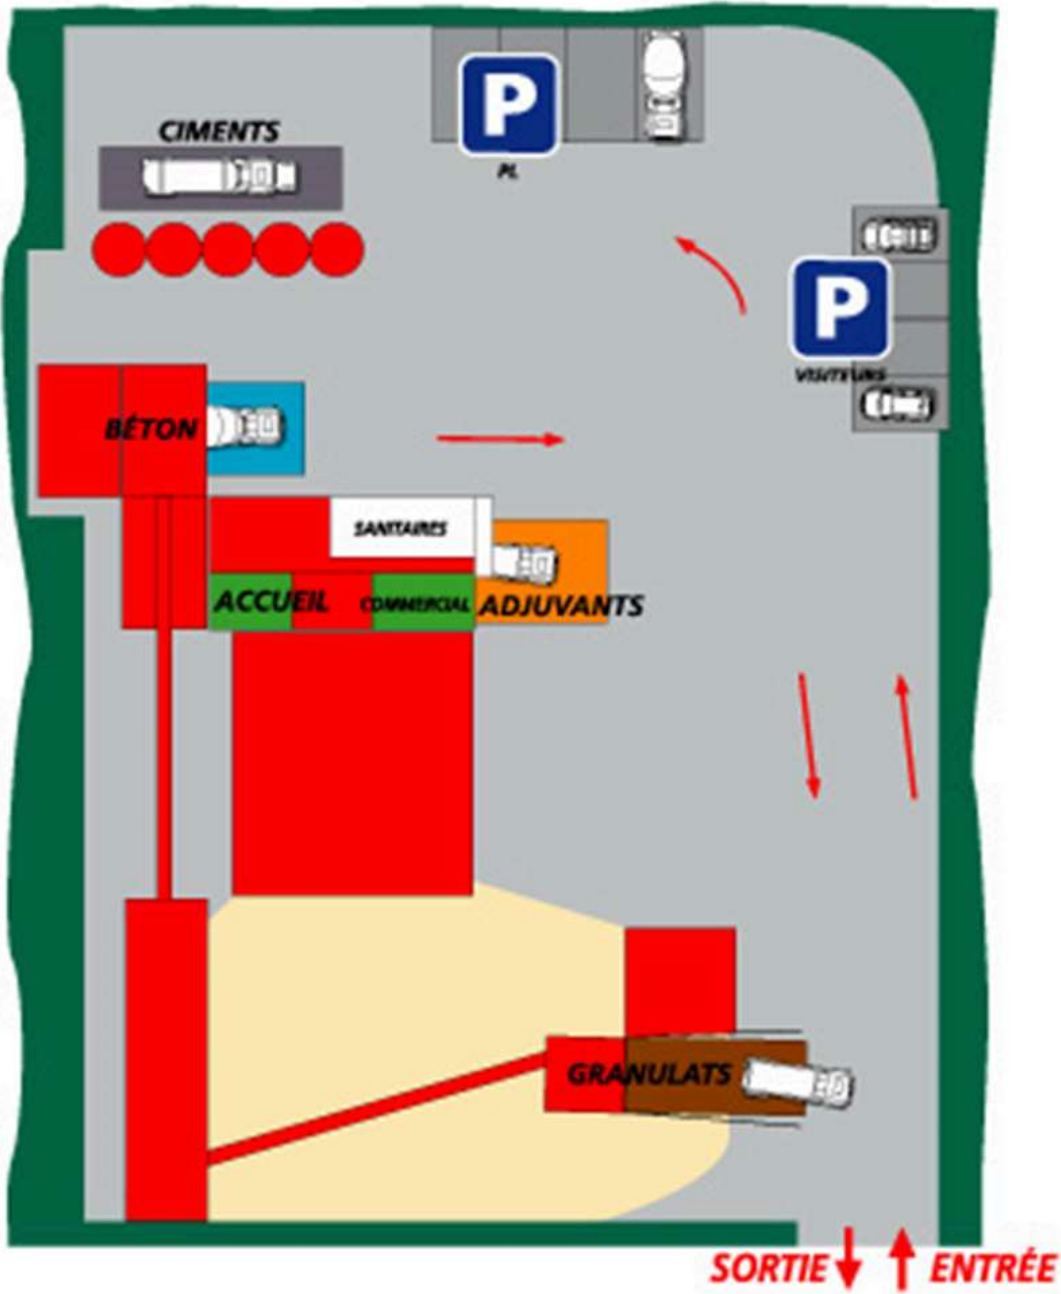 CIMENTS
P
PL
P
VISITEURS
BÉTON
SANITAIRES
ACCUEIL
COMMERCIAL
ADJUVANTS
GRANULATS
SORTIE
ENTRÉE